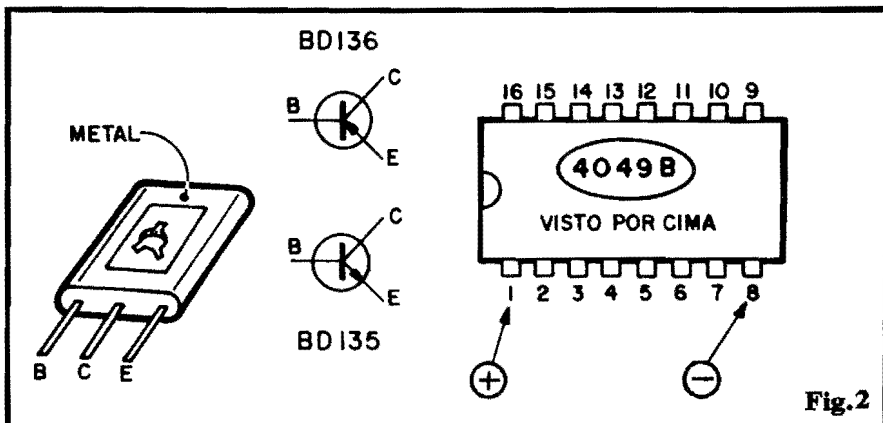 BD136
B
C
E
METAL
B C E
B
C
E
BD135
16 15 14 13 12 11 10 9
4049B
VISTO POR CIMA
1 2 3 4 5 6 7 8
+ −
Fig.2